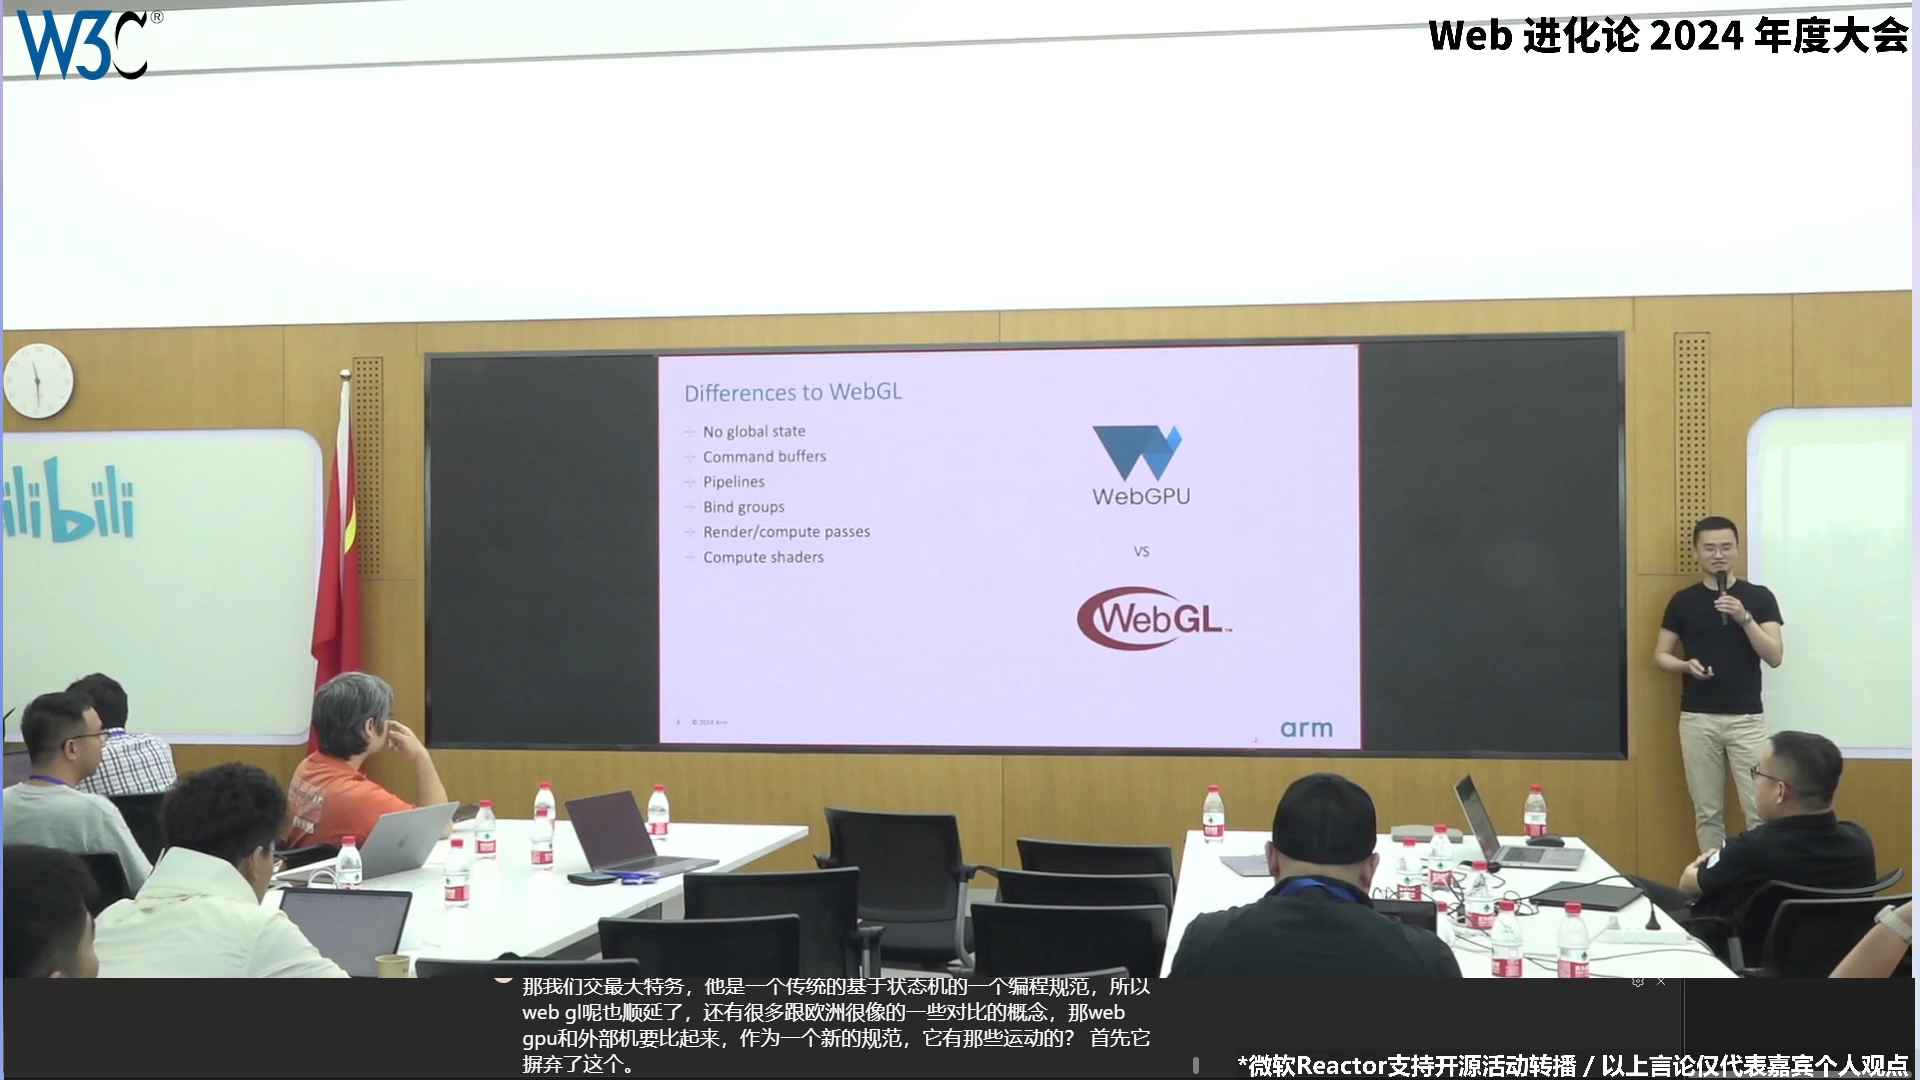 W3C®
Web 进化论 2024 年度大会
ilibili
Differences to WebGL
No global state
Command buffers
Pipelines
Bind groups
Render/compute passes
Compute shaders
WebGPU
VS
WebGL™
3 © 2024 Arm
2
arm
那我们交最大特务，他是一个传统的基于状态机的一个编程规范，所以
web gl呢也顺延了，还有很多跟欧洲很像的一些对比的概念，那web
gpu和外部机要比起来，作为一个新的规范，它有那些运动的？ 首先它
摒弃了这个。
*微软Reactor支持开源活动转播 / 以上言论仅代表嘉宾个人观点